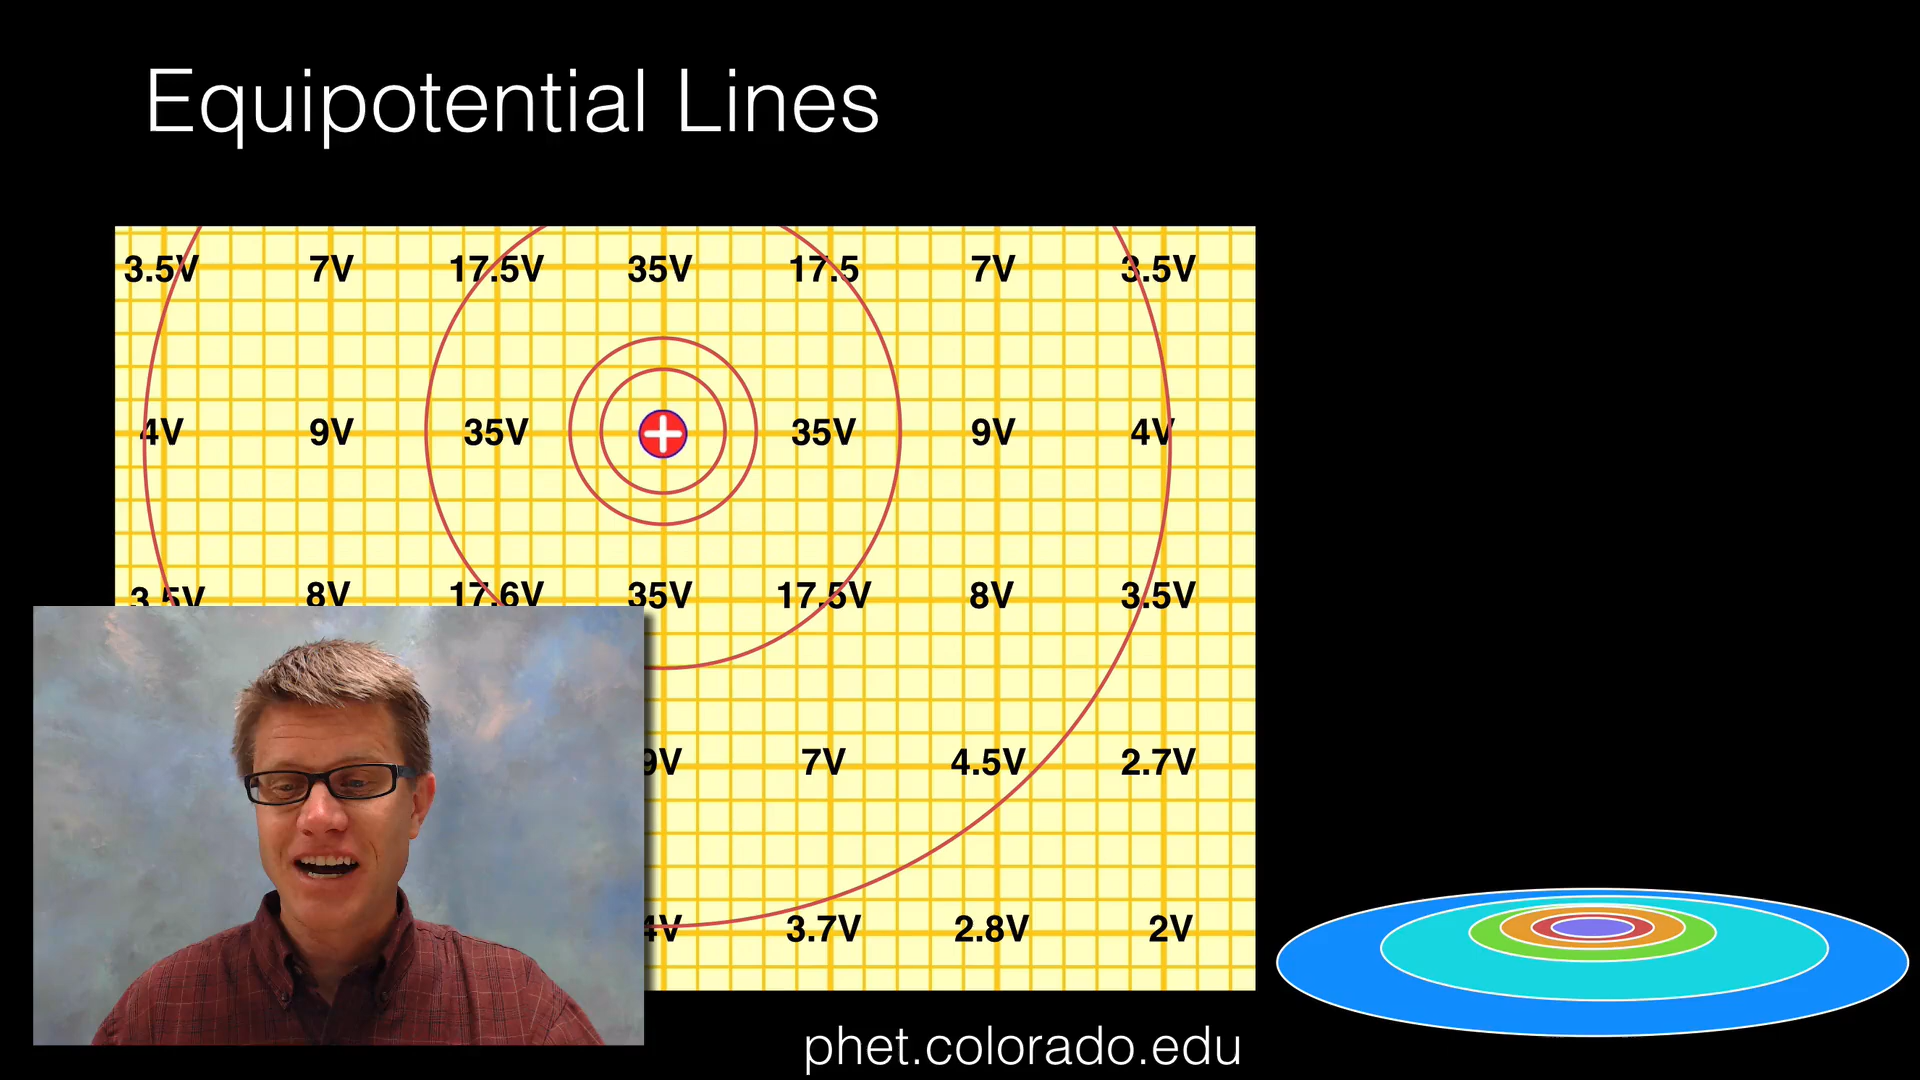 Equipotential Lines
3.5V 7V 17.5V 35V 17.5 7V 3.5V
4V 9V 35V 35V 9V 4V
3.5V 8V 17.6V 35V 17.5V 8V 3.5V
9V 7V 4.5V 2.7V
4V 3.7V 2.8V 2V
phet.colorado.edu